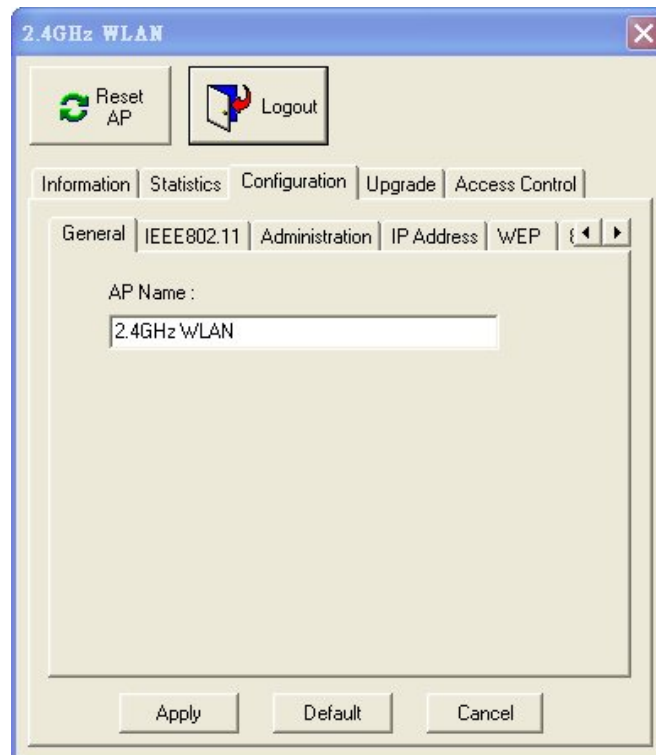 2.4GHz WLAN
Reset
AP
Logout
Information Statistics Configuration Upgrade Access Control
General IEEE802.11 Administration IP Address WEP
AP Name :
2.4GHz WLAN
Apply Default Cancel